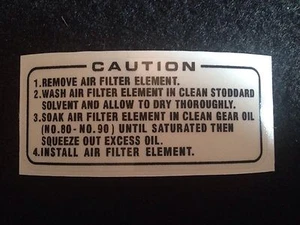 CAUTION
1.REMOVE AIR FILTER ELEMENT.
2.WASH AIR FILTER ELEMENT IN CLEAN STODDARD
SOLVENT AND ALLOW TO DRY THOROUGHLY.
3.SOAK AIR FILTER ELEMENT IN CLEAN GEAR OIL
(NO.80-NO.90) UNTIL SATURATED THEN
SQUEEZE OUT EXCESS OIL.
4.INSTALL AIR FILTER ELEMENT.